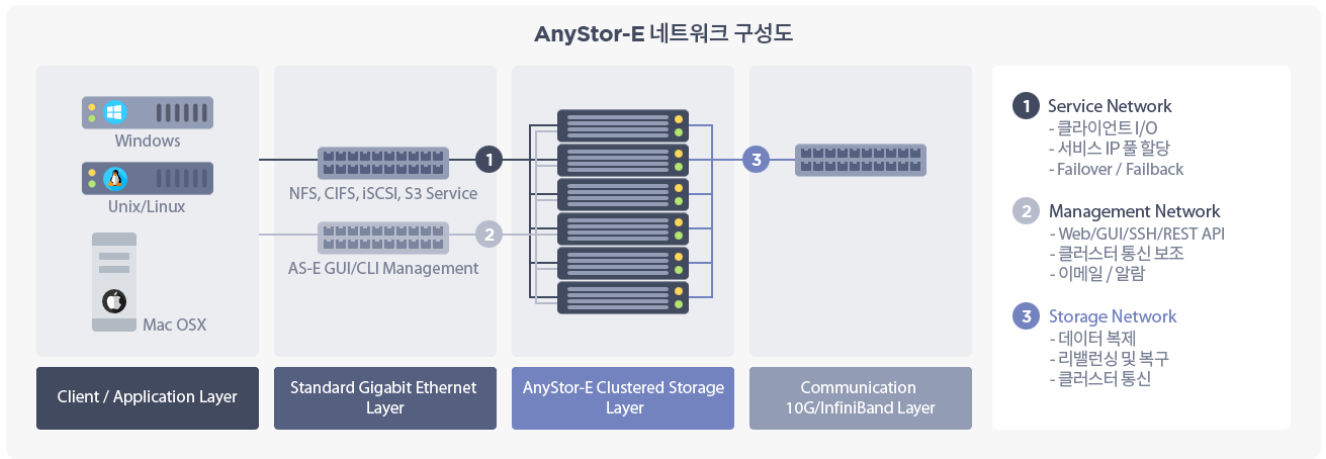 AnyStor-E 네트워크 구성도
Windows
Unix/Linux
Mac OSX
Client / Application Layer
NFS, CIFS, iSCSI, S3 Service
AS-E GUI/CLI Management
Standard Gigabit Ethernet
Layer
1
2
AnyStor-E Clustered Storage
Layer
3
Communication
10G/InfiniBand Layer
1 Service Network
- 클라이언트 I/O
- 서비스 IP 풀 할당
- Failover / Failback
2 Management Network
- Web/GUI/SSH/REST API
- 클러스터 통신 보조
- 이메일 / 알람
3 Storage Network
- 데이터 복제
- 리밸런싱 및 복구
- 클러스터 통신